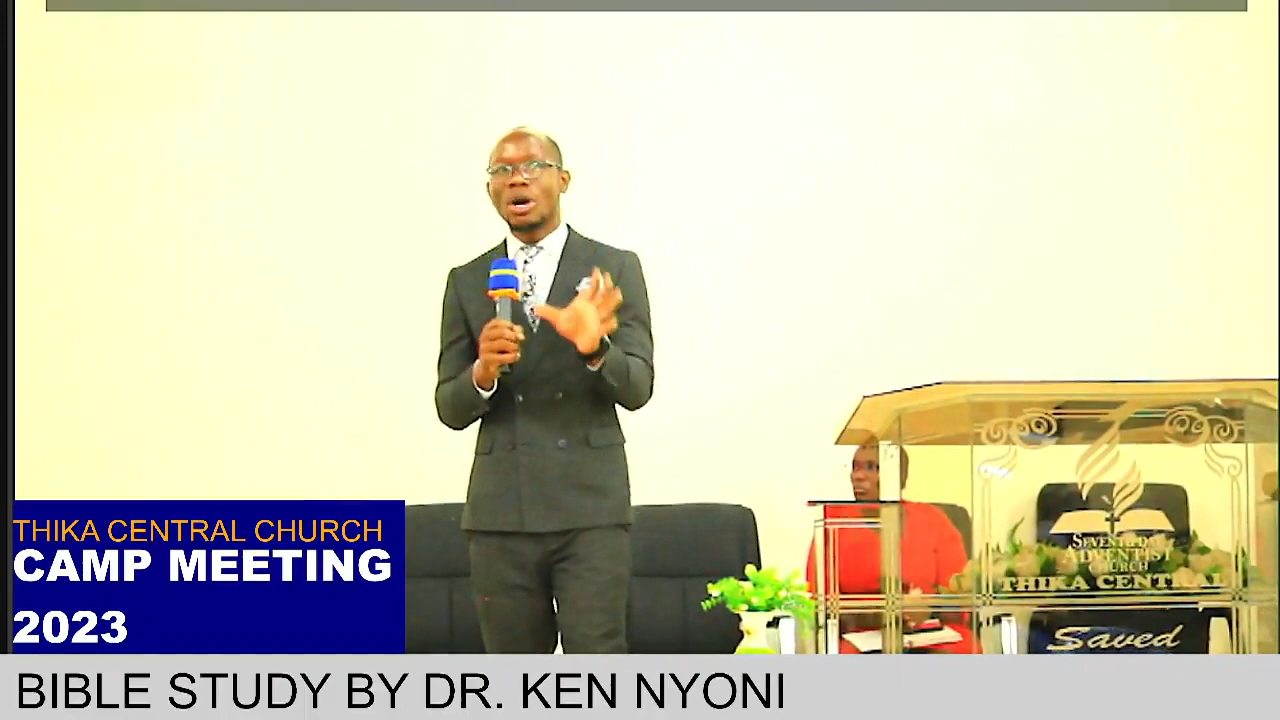 THIKA CENTRAL CHURCH
CAMP MEETING
2023
SEVENTH-DAY
ADVENTIST
CHURCH
THIKA CENTRAL
Saved
BIBLE STUDY BY DR. KEN NYONI